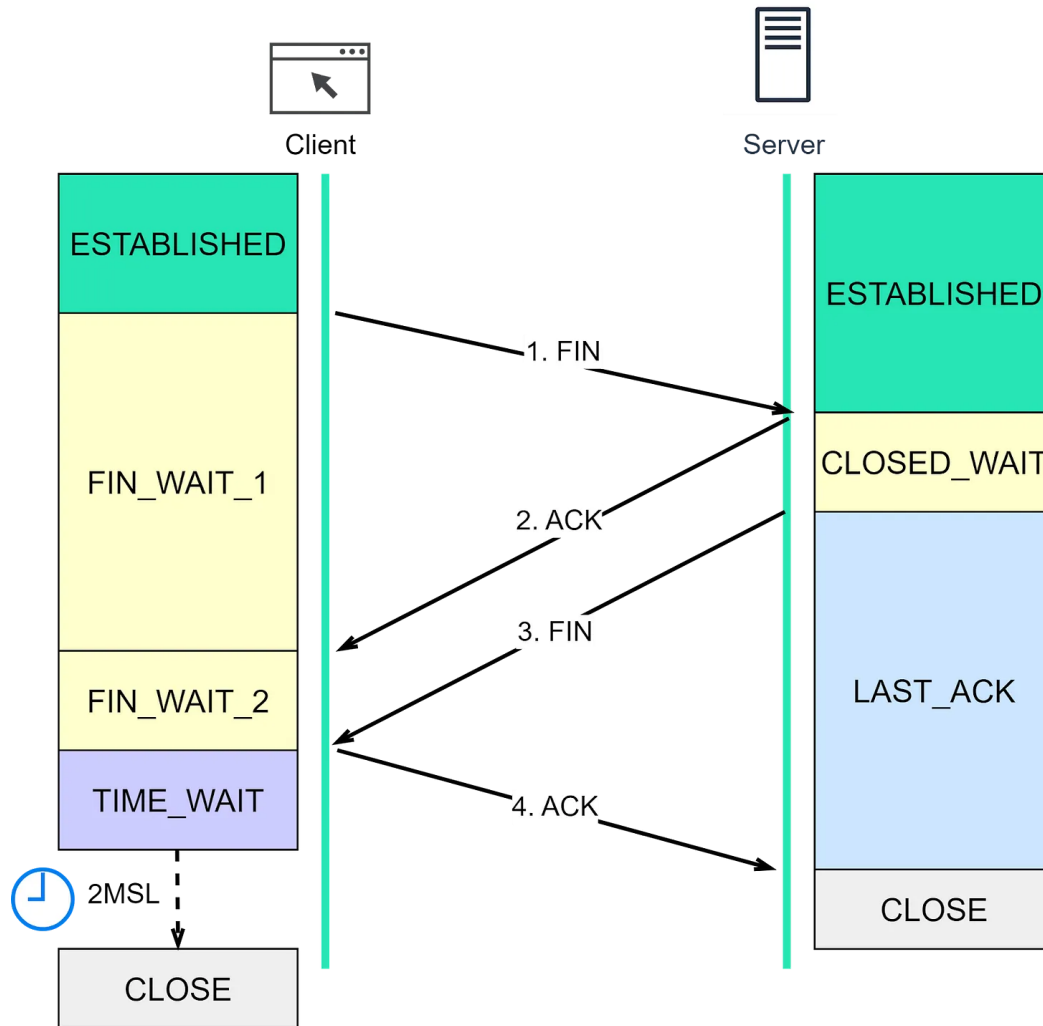 Client
Server
ESTABLISHED
ESTABLISHED
1. FIN
CLOSED_WAIT
FIN_WAIT_1
2. ACK
3. FIN
FIN_WAIT_2
LAST_ACK
TIME_WAIT
4. ACK
2MSL
CLOSE
CLOSE